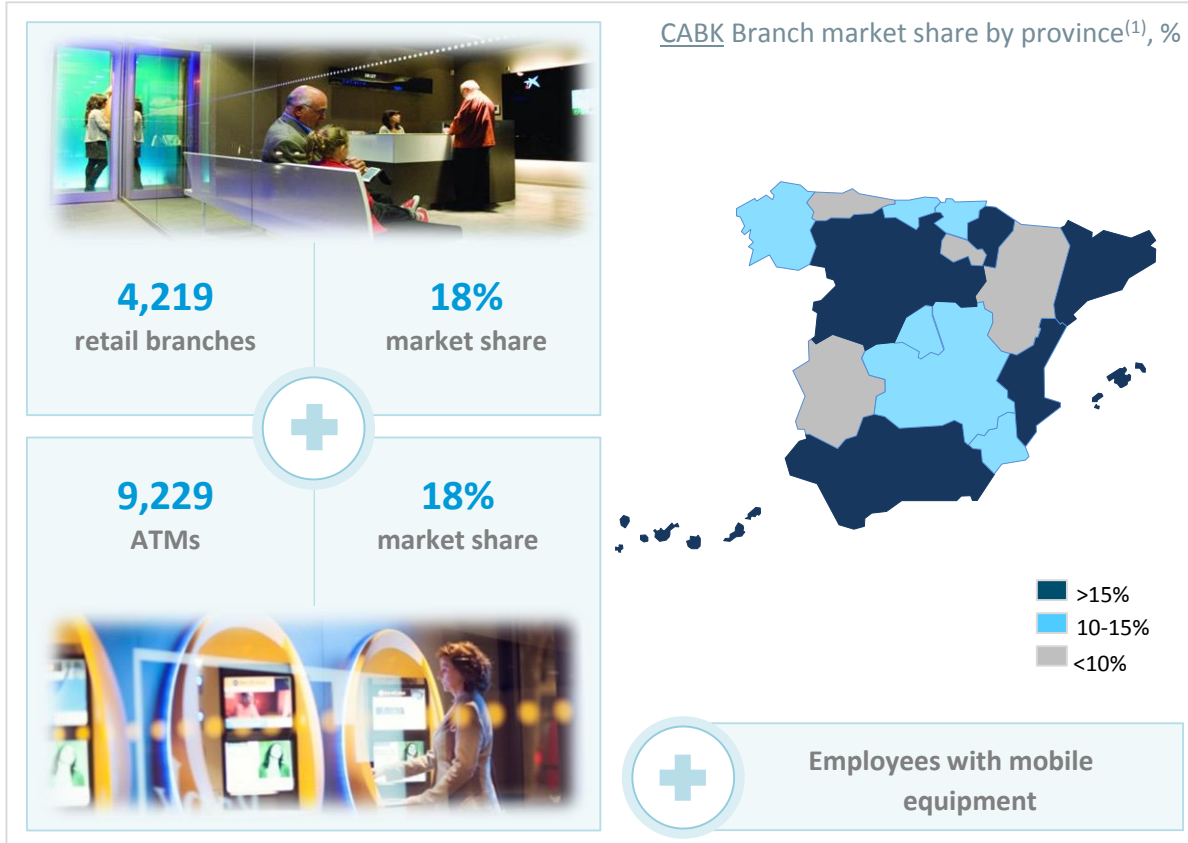 CABK Branch market share by province(1), %
4,219
retail branches
18%
market share
9,229
ATMs
18%
market share
>15%
10-15%
<10%
Employees with mobile
equipment